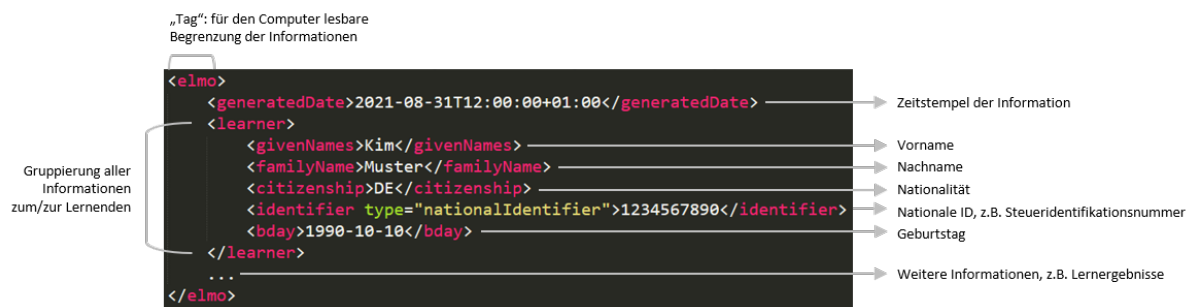 „Tag“: für den Computer lesbare
Begrenzung der Informationen
<elmo>
<generatedDate>2021-08-31T12:00:00+01:00</generatedDate>
Zeitstempel der Information
<learner>
Gruppierung aller
Informationen
zum/zur Lernenden
<givenNames>Kim</givenNames>
Vorname
<familyName>Muster</familyName>
Nachname
<citizenship>DE</citizenship>
Nationalität
<identifier type="nationalIdentifier">1234567890</identifier>
Nationale ID, z.B. Steueridentifikationsnummer
<bday>1990-10-10</bday>
Geburtstag
</learner>
...
Weitere Informationen, z.B. Lernergebnisse
</elmo>